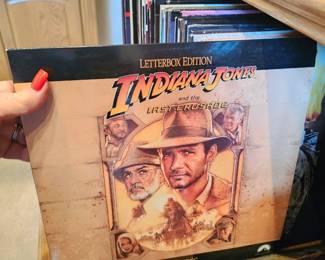 LETTERBOX EDITION
INDIANA JONES
and the
LAST CRUSADE